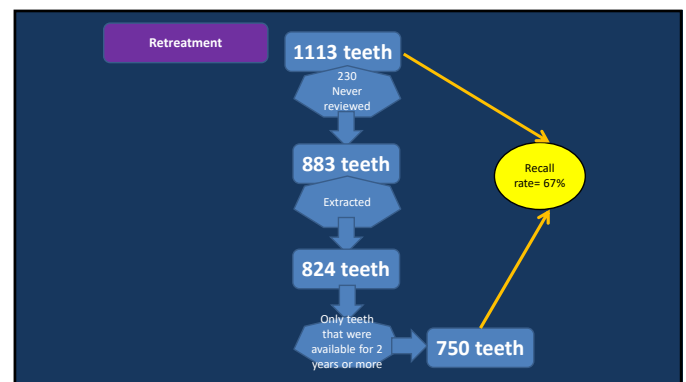 Retreatment
1113 teeth
230
Never
reviewed
883 teeth
Extracted
824 teeth
Only teeth
that were
available for 2
years or more
750 teeth
Recall
rate= 67%